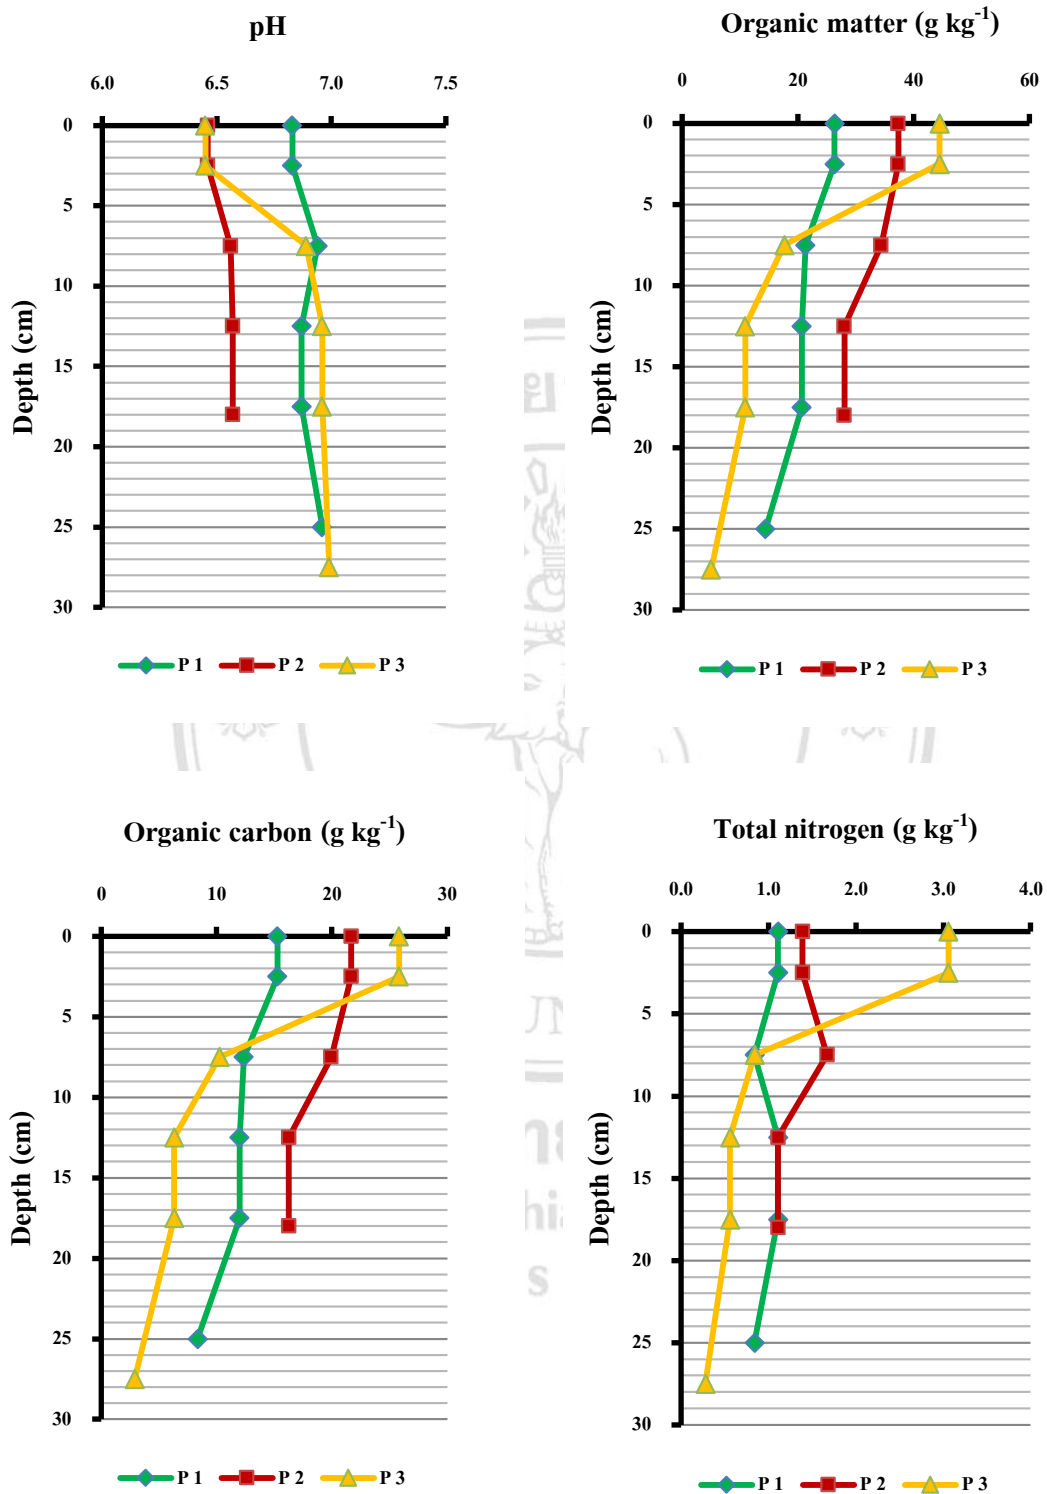 pH
6.0 6.5 7.0 7.5
0
5
10
15
20
25
30
Depth (cm)
P 1 P 2 P 3
Organic matter (g kg⁻¹)
0 20 40 60
0
5
10
15
20
25
30
Depth (cm)
P 1 P 2 P 3
Organic carbon (g kg⁻¹)
0 10 20 30
0
5
10
15
20
25
30
Depth (cm)
P 1 P 2 P 3
Total nitrogen (g kg⁻¹)
0.0 1.0 2.0 3.0 4.0
0
5
10
15
20
25
30
Depth (cm)
P 1 P 2 P 3